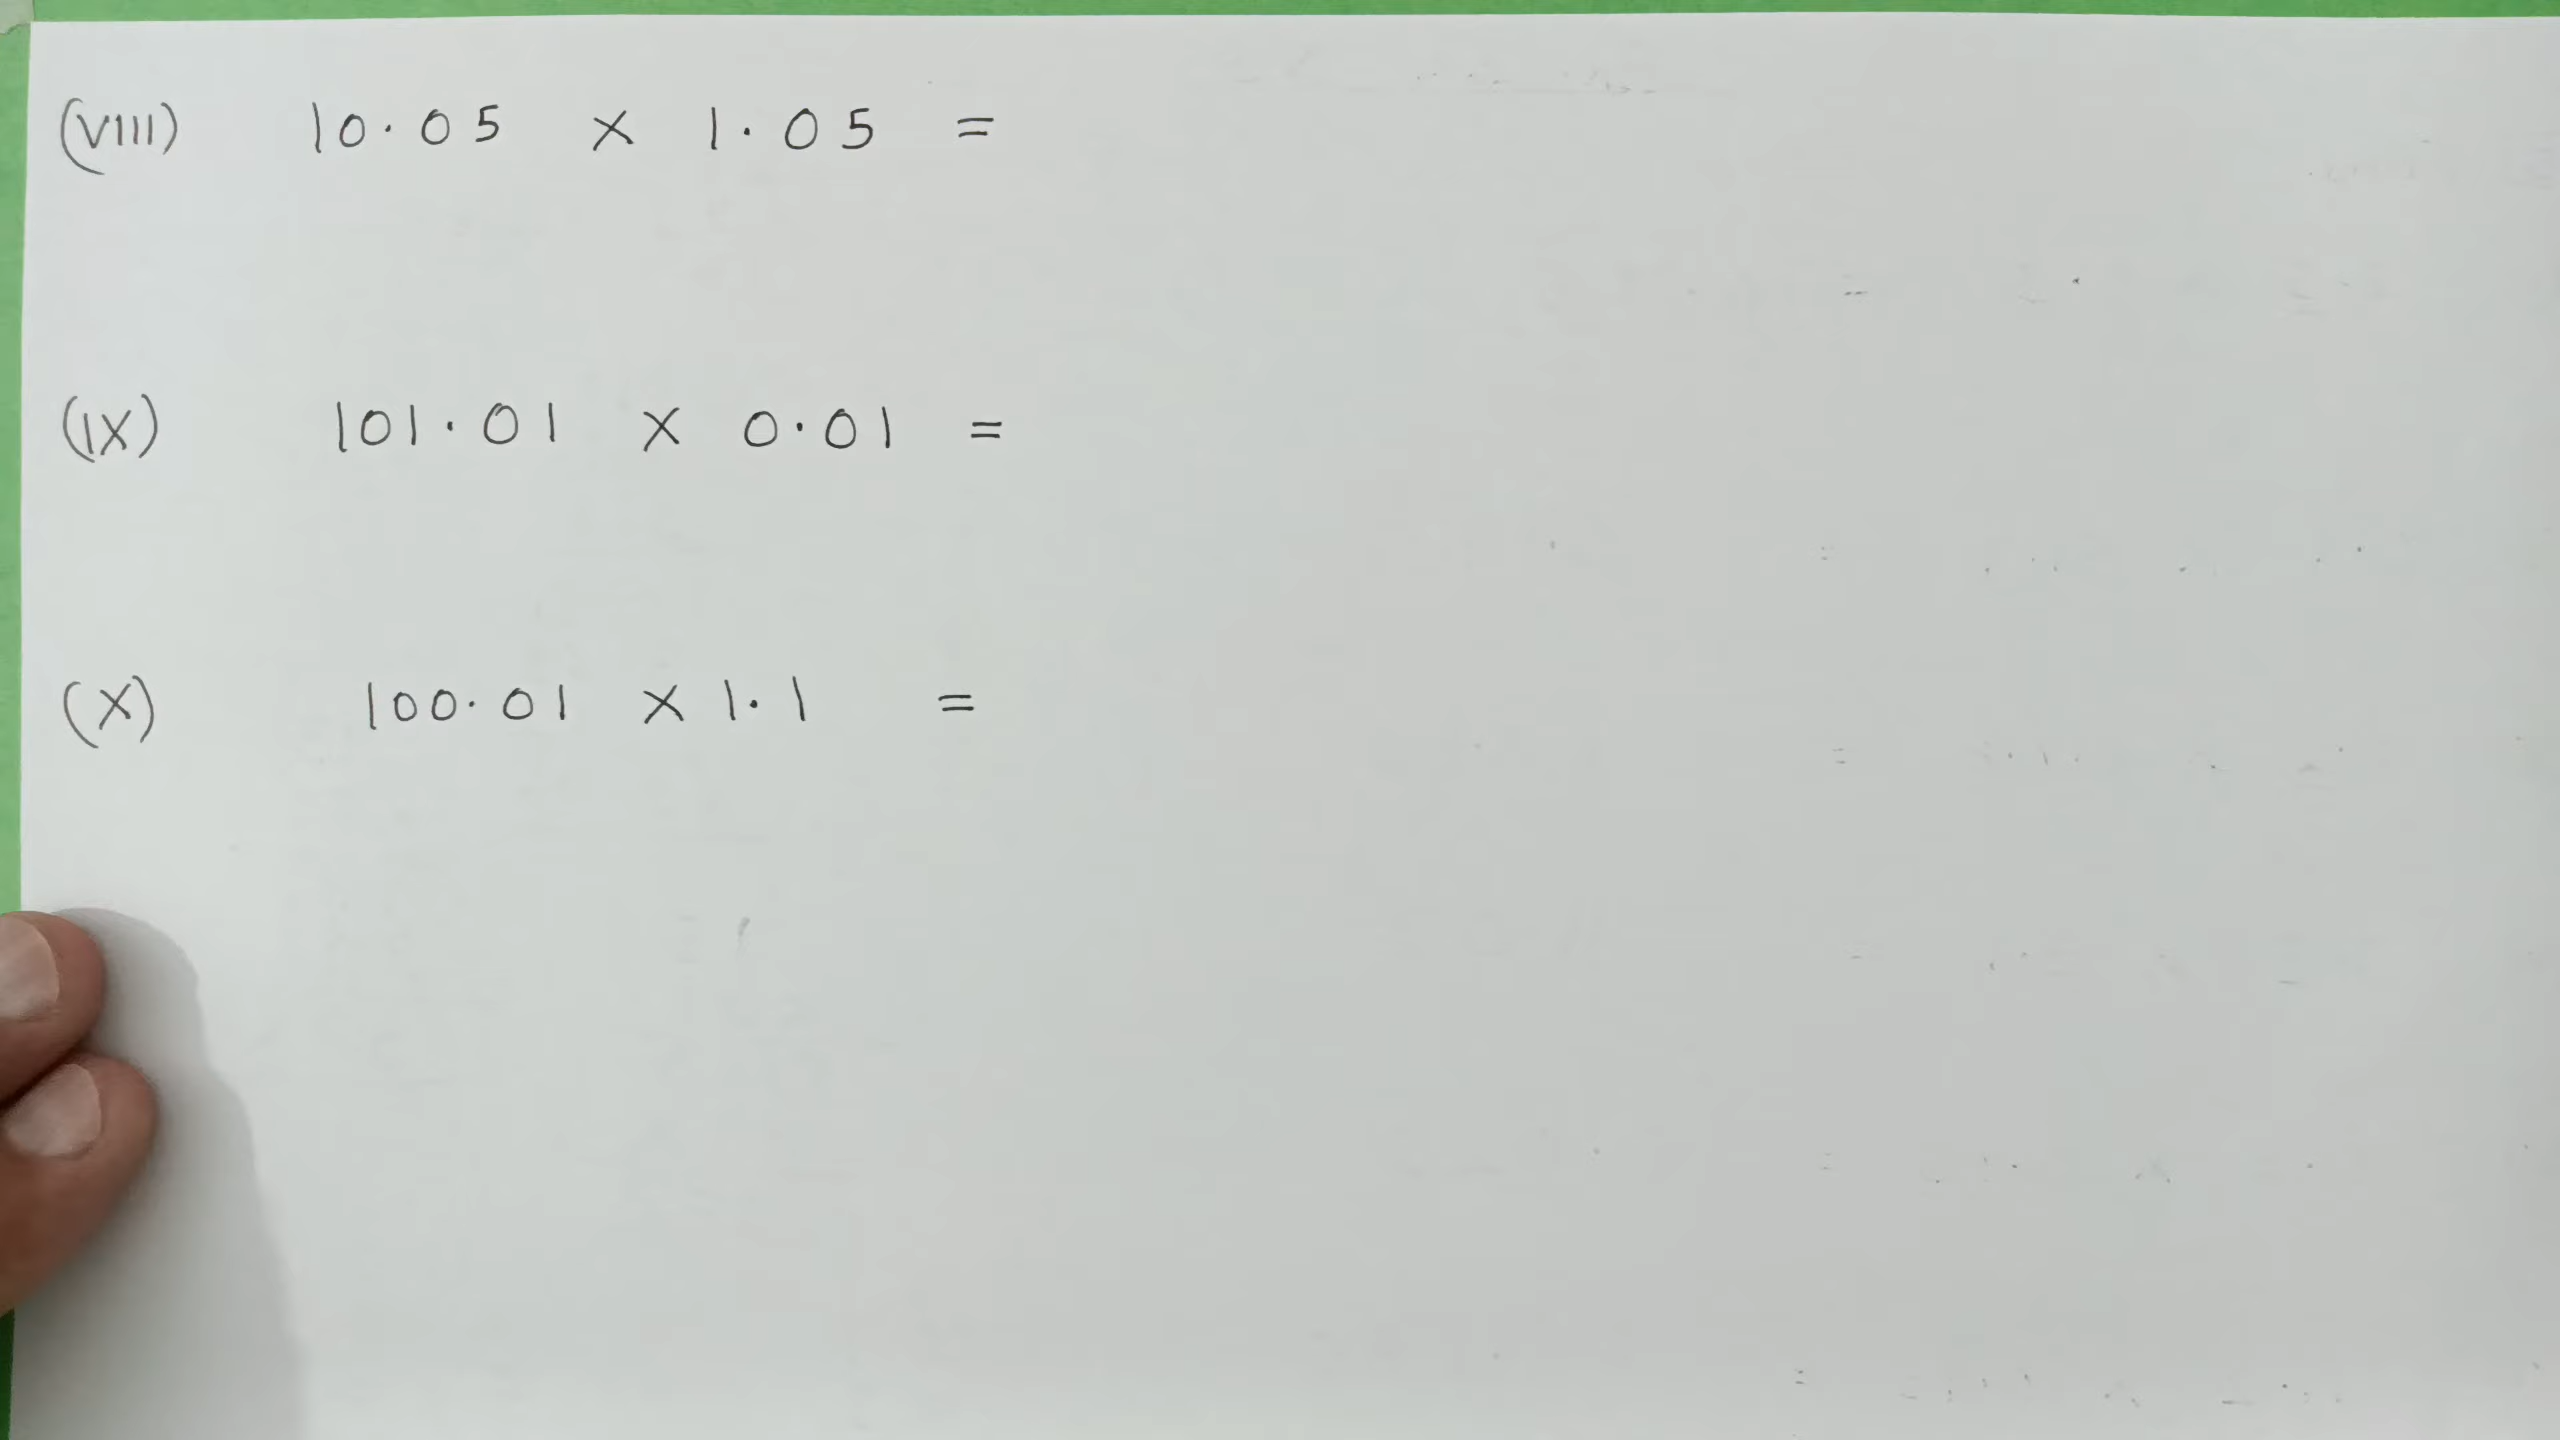 (VIII) 10.05 × 1.05 =
(IX) 101.01 × 0.01 =
(X) 100.01 × 1.1 =